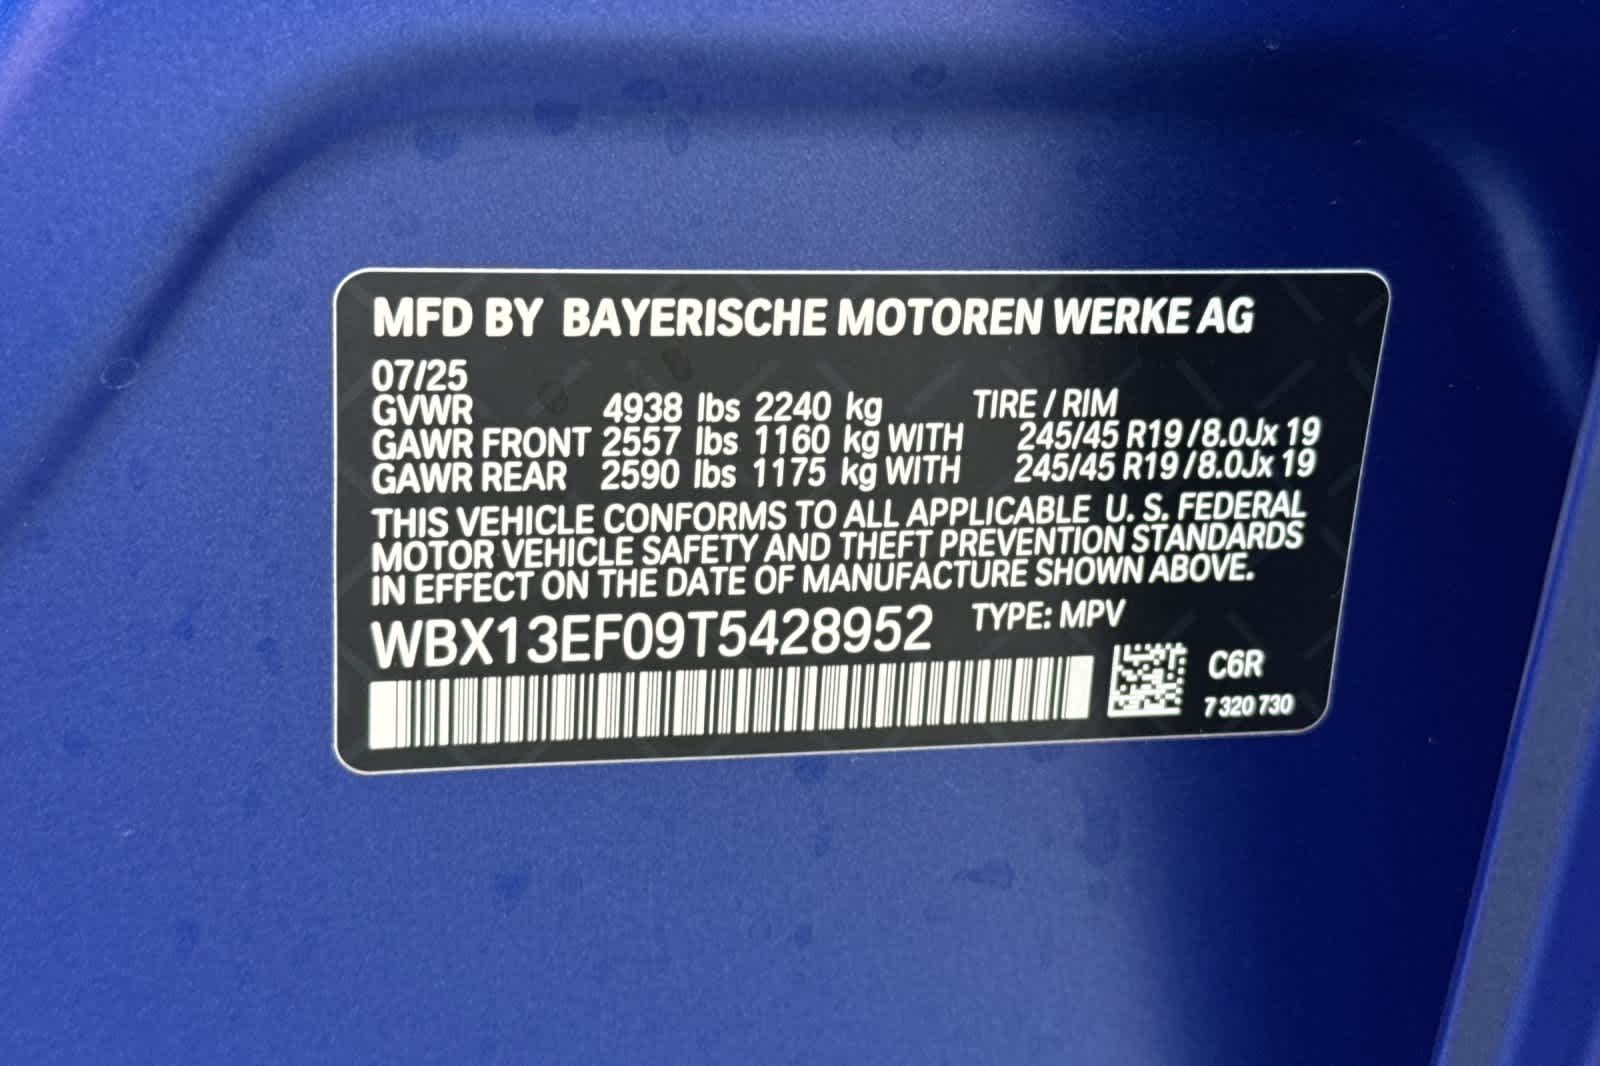 MFD BY BAYERISCHE MOTOREN WERKE AG
07/25
GVWR 4938 lbs 2240 kg TIRE / RIM
GAWR FRONT 2557 lbs 1160 kg WITH 245/45 R19 / 8.0Jx 19
GAWR REAR 2590 lbs 1175 kg WITH 245/45 R19 / 8.0Jx 19
THIS VEHICLE CONFORMS TO ALL APPLICABLE U. S. FEDERAL
MOTOR VEHICLE SAFETY AND THEFT PREVENTION STANDARDS
IN EFFECT ON THE DATE OF MANUFACTURE SHOWN ABOVE.
WBX13EF09T5428952 TYPE: MPV
C6R
7 320 730